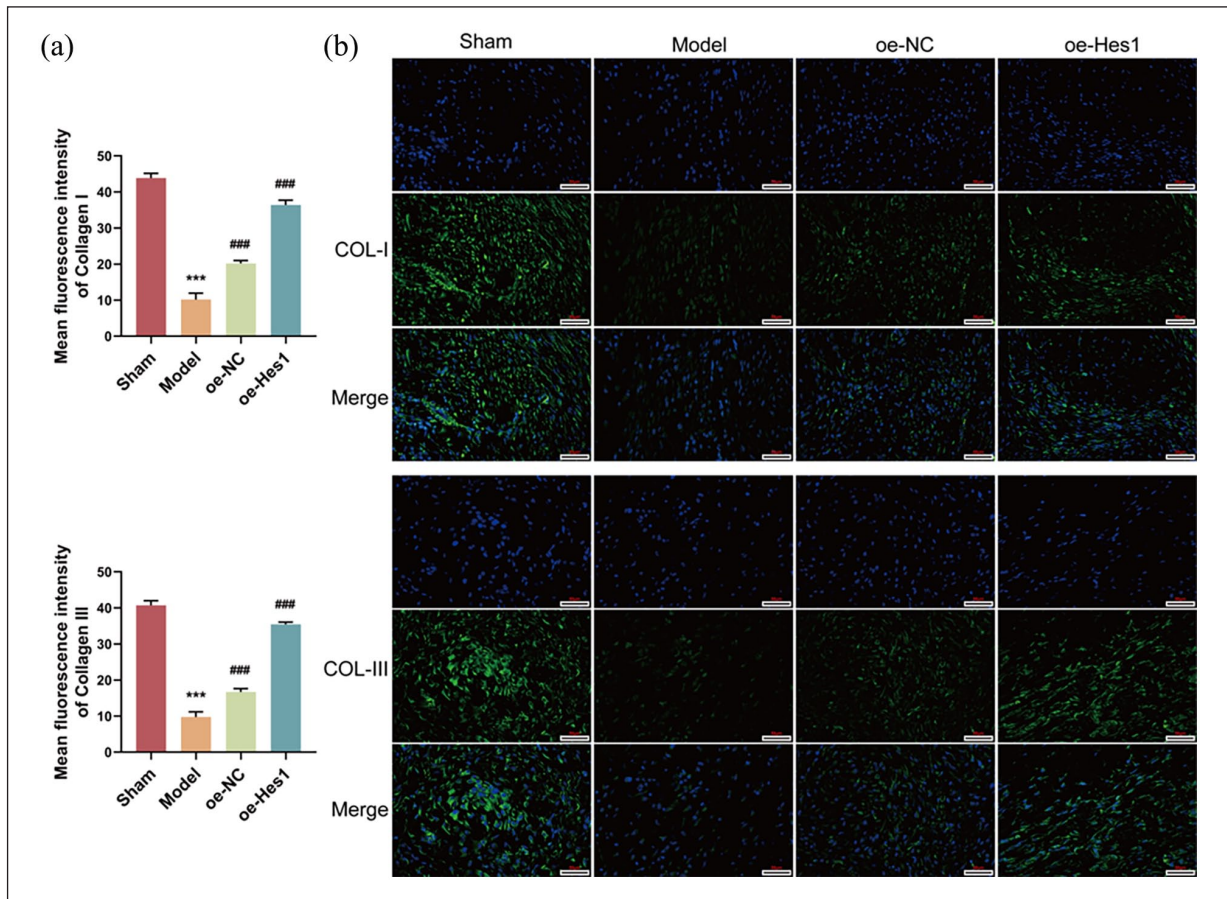 (a)
(b)
Sham
Model
oe-NC
oe-Hes1
Mean fluorescence intensity
of Collagen I
50
40
30
20
10
0
***
###
###
Sham
Model
oe-NC
oe-Hes1
COL-I
Merge
Mean fluorescence intensity
of Collagen III
50
40
30
20
10
0
***
###
###
Sham
Model
oe-NC
oe-Hes1
COL-III
Merge